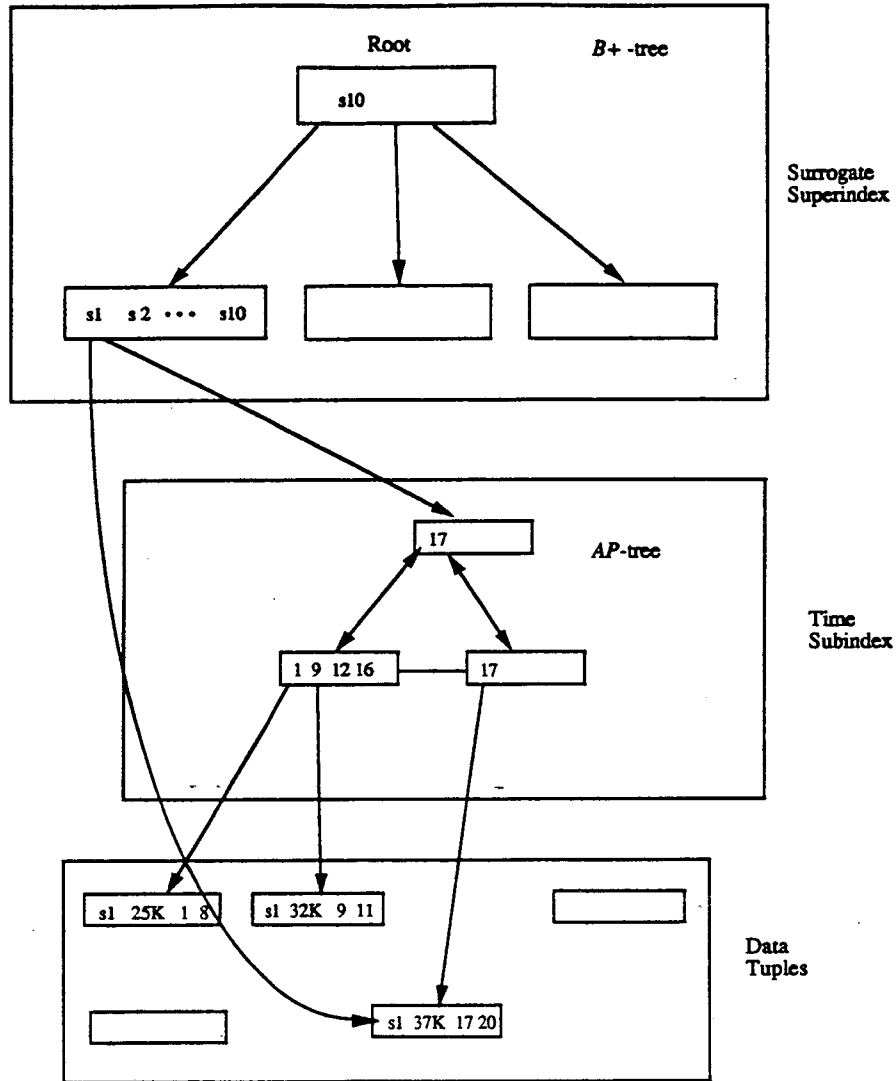 Root
B+ -tree
s10
Surrogate
Superindex
s1 s2 ••• s10
17
AP-tree
Time
Subindex
1 9 12 16
17
s1 25K 1 8
s1 32K 9 11
Data
Tuples
s1 37K 17 20